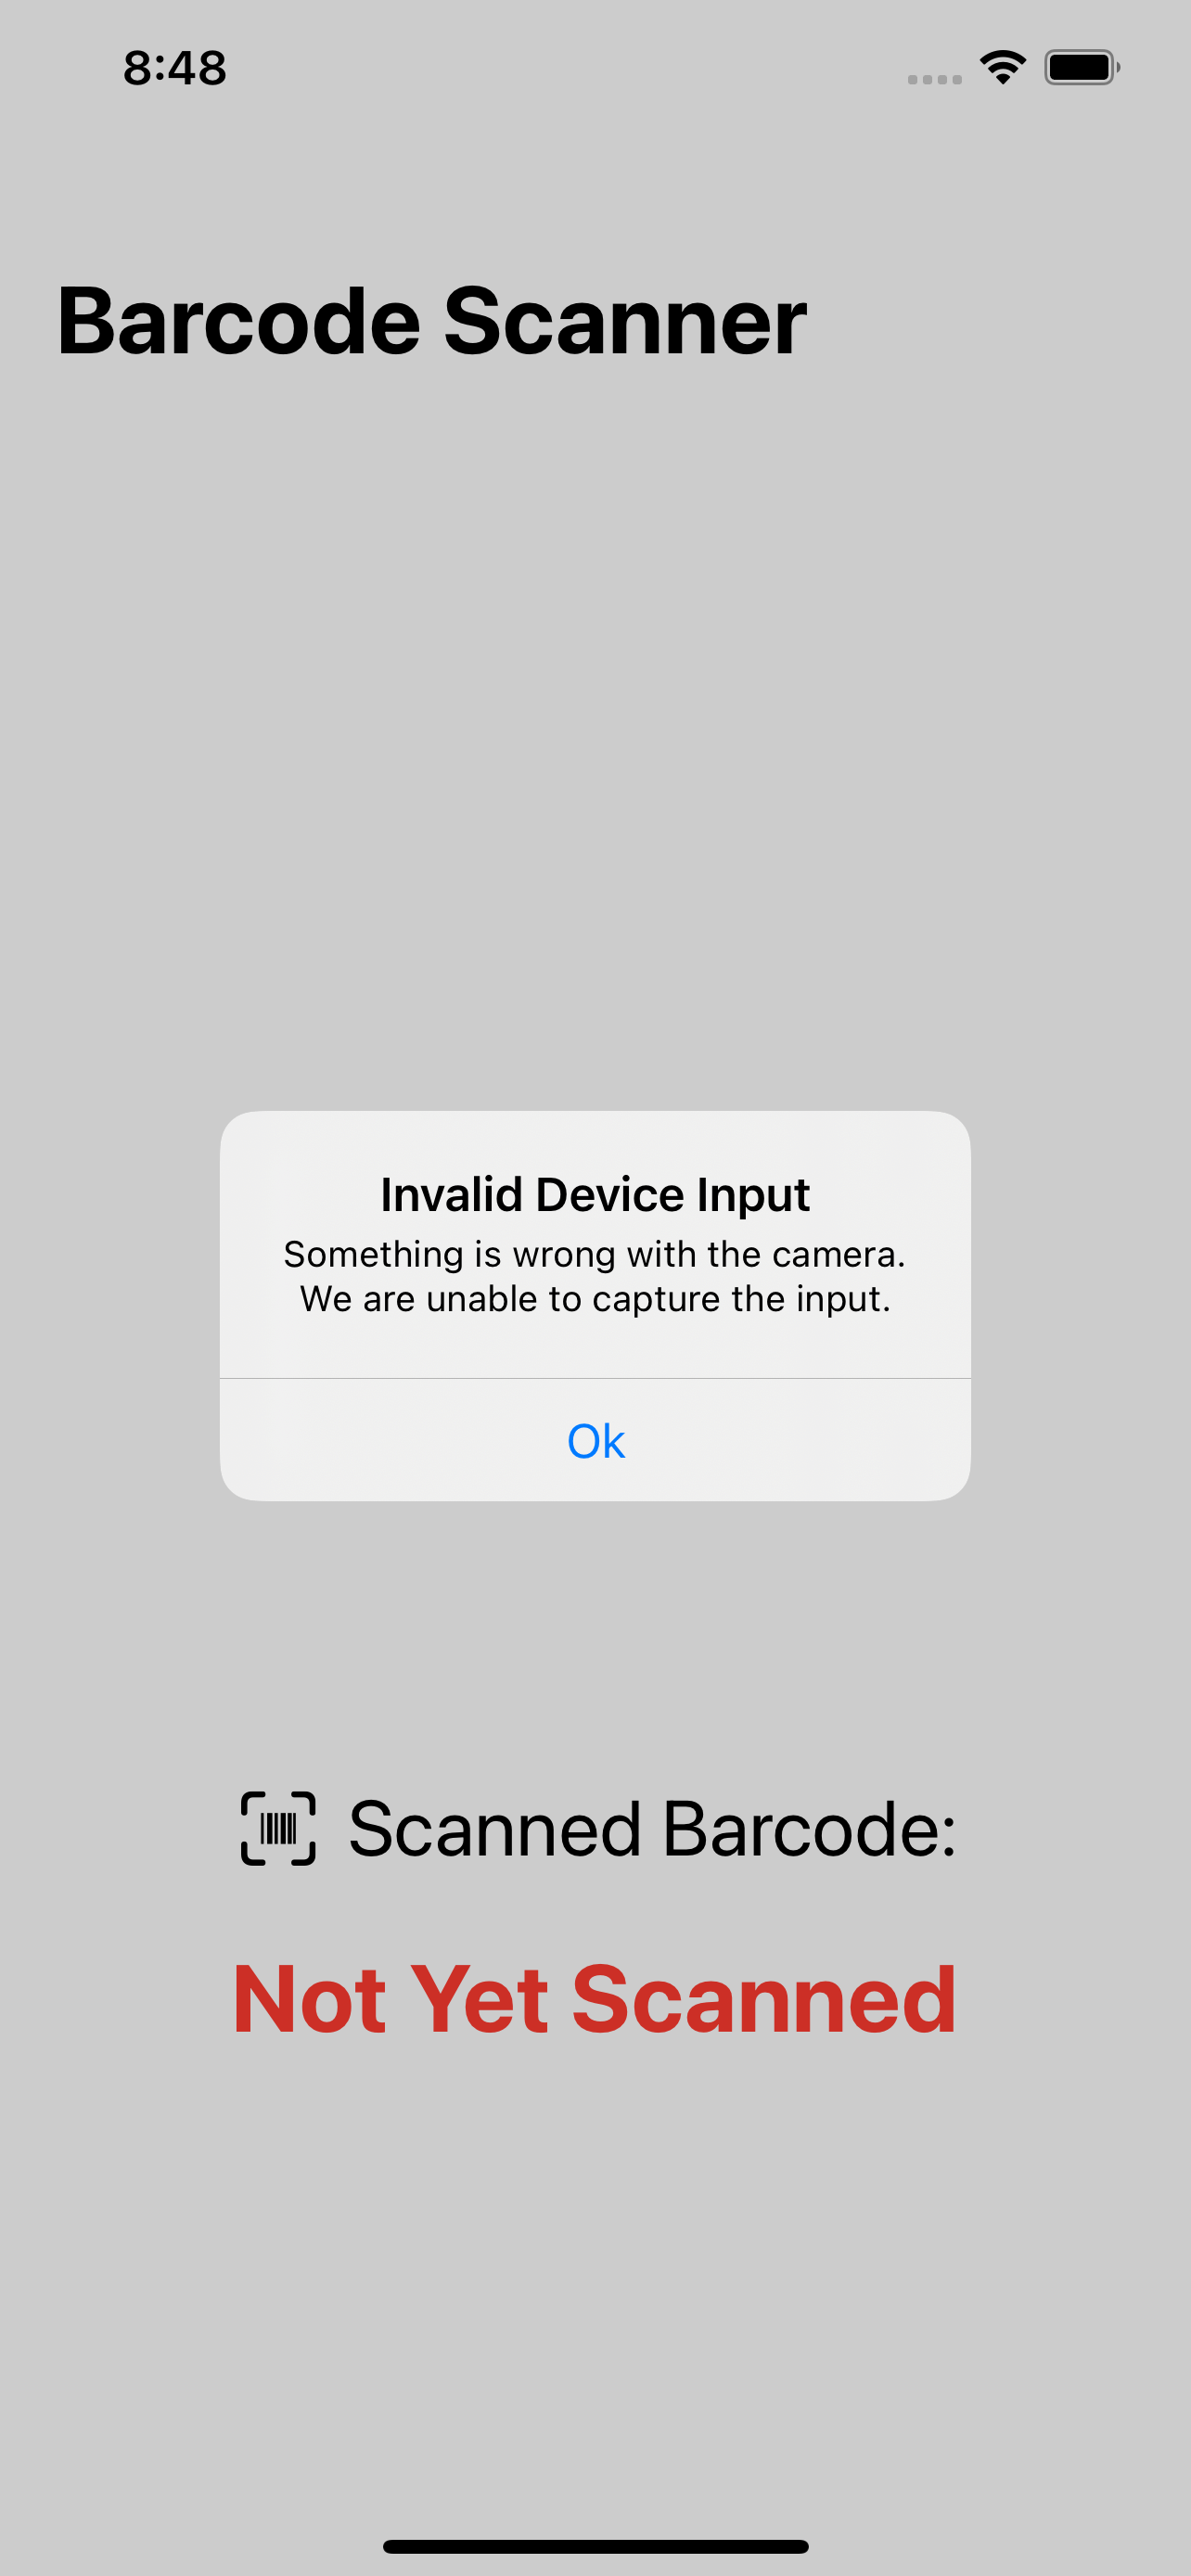 8:48
Barcode Scanner
Invalid Device Input
Something is wrong with the camera.
We are unable to capture the input.
Ok
Scanned Barcode:
Not Yet Scanned